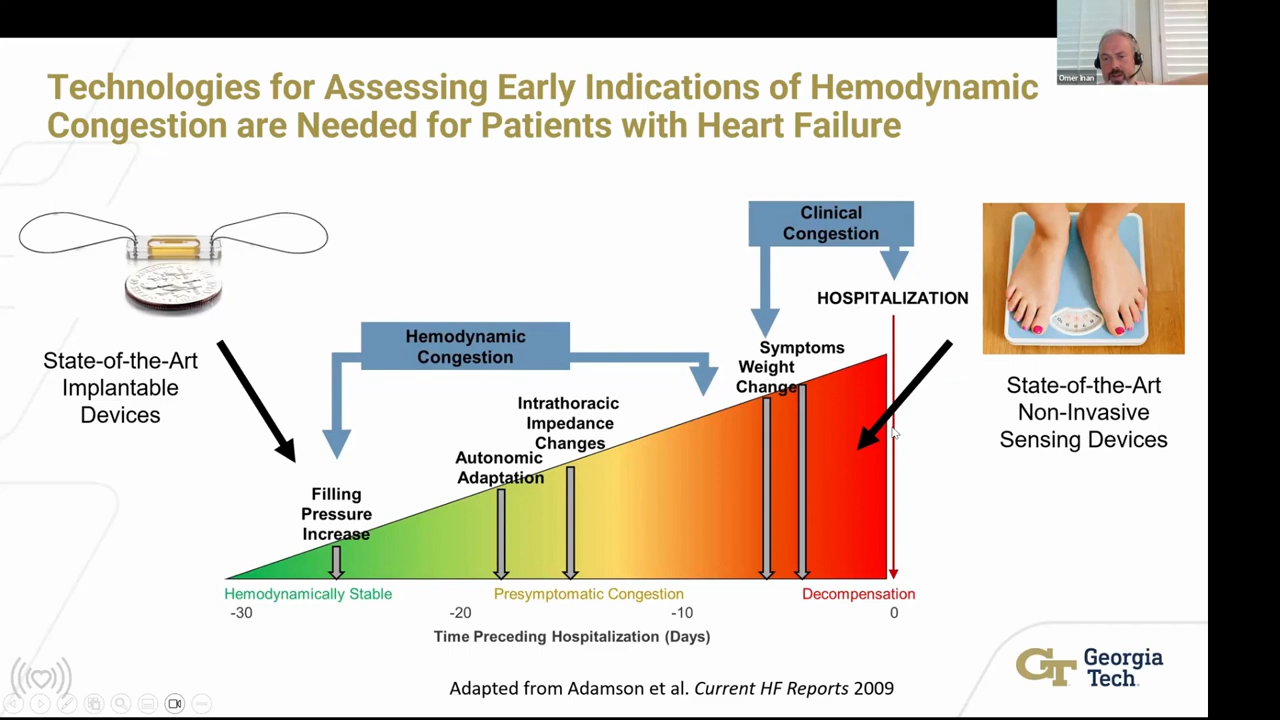 Omer Inan
Technologies for Assessing Early Indications of Hemodynamic
Congestion are Needed for Patients with Heart Failure
State-of-the-Art
Implantable
Devices
Hemodynamic
Congestion
Clinical
Congestion
HOSPITALIZATION
State-of-the-Art
Non-Invasive
Sensing Devices
Filling
Pressure
Increase
Autonomic
Adaptation
Intrathoracic
Impedance
Changes
Weight
Change
Symptoms
Hemodynamically Stable
Presymptomatic Congestion
Decompensation
-30
-20
-10
0
Time Preceding Hospitalization (Days)
Adapted from Adamson et al. Current HF Reports 2009
GT
Georgia
Tech